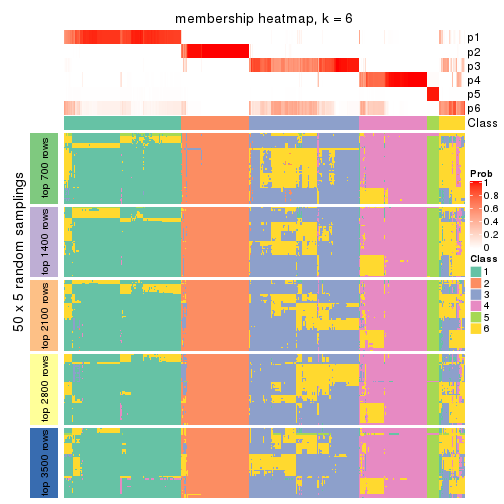 membership heatmap, k = 6
p1
p2
p3
p4
p5
p6
Class
50 x 5 random samplings
top 700 rows
top 1400 rows
top 2100 rows
top 2800 rows
top 3500 rows
Prob
1
0.8
0.6
0.4
0.2
0
Class
1
2
3
4
5
6